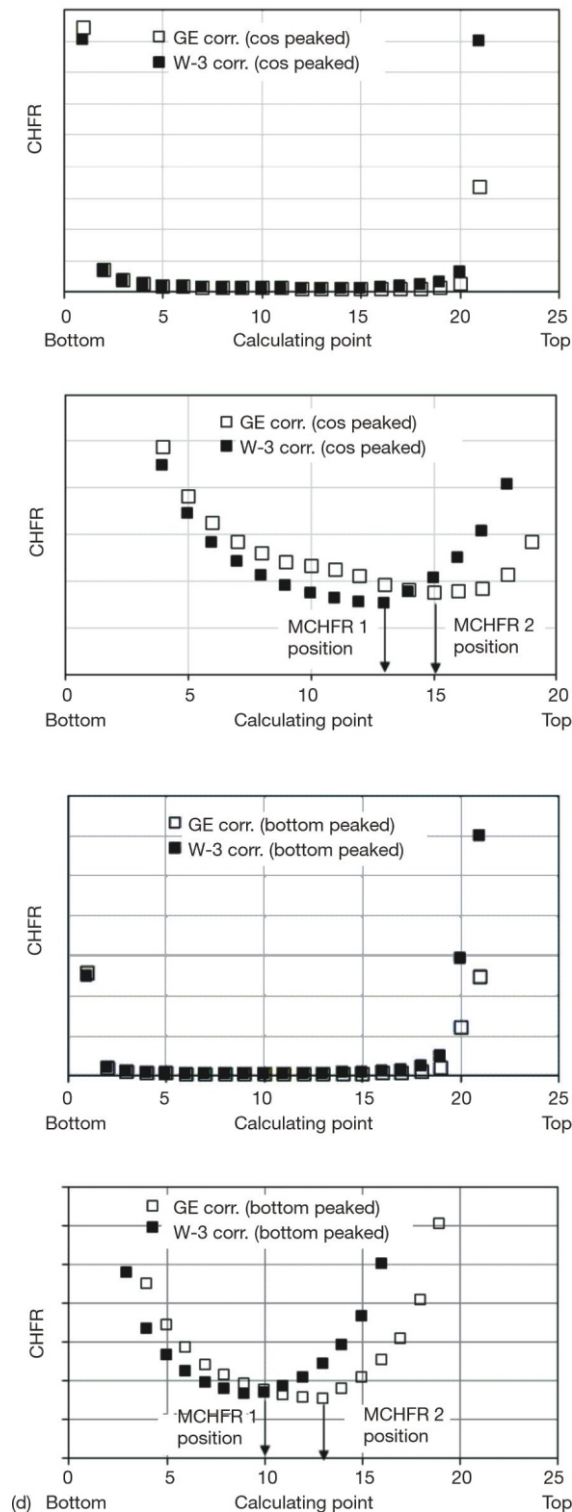 GE corr. (cos peaked)
W-3 corr. (cos peaked)
CHFR
0 5 10 15 20 25
Bottom Calculating point Top
GE corr. (cos peaked)
W-3 corr. (cos peaked)
CHFR
MCHFR 1 MCHFR 2
position position
0 5 10 15 20
Bottom Calculating point Top
GE corr. (bottom peaked)
W-3 corr. (bottom peaked)
CHFR
0 5 10 15 20 25
Bottom Calculating point Top
GE corr. (bottom peaked)
W-3 corr. (bottom peaked)
CHFR
MCHFR 1 MCHFR 2
position position
0 5 10 15 20 25
(d) Bottom Calculating point Top